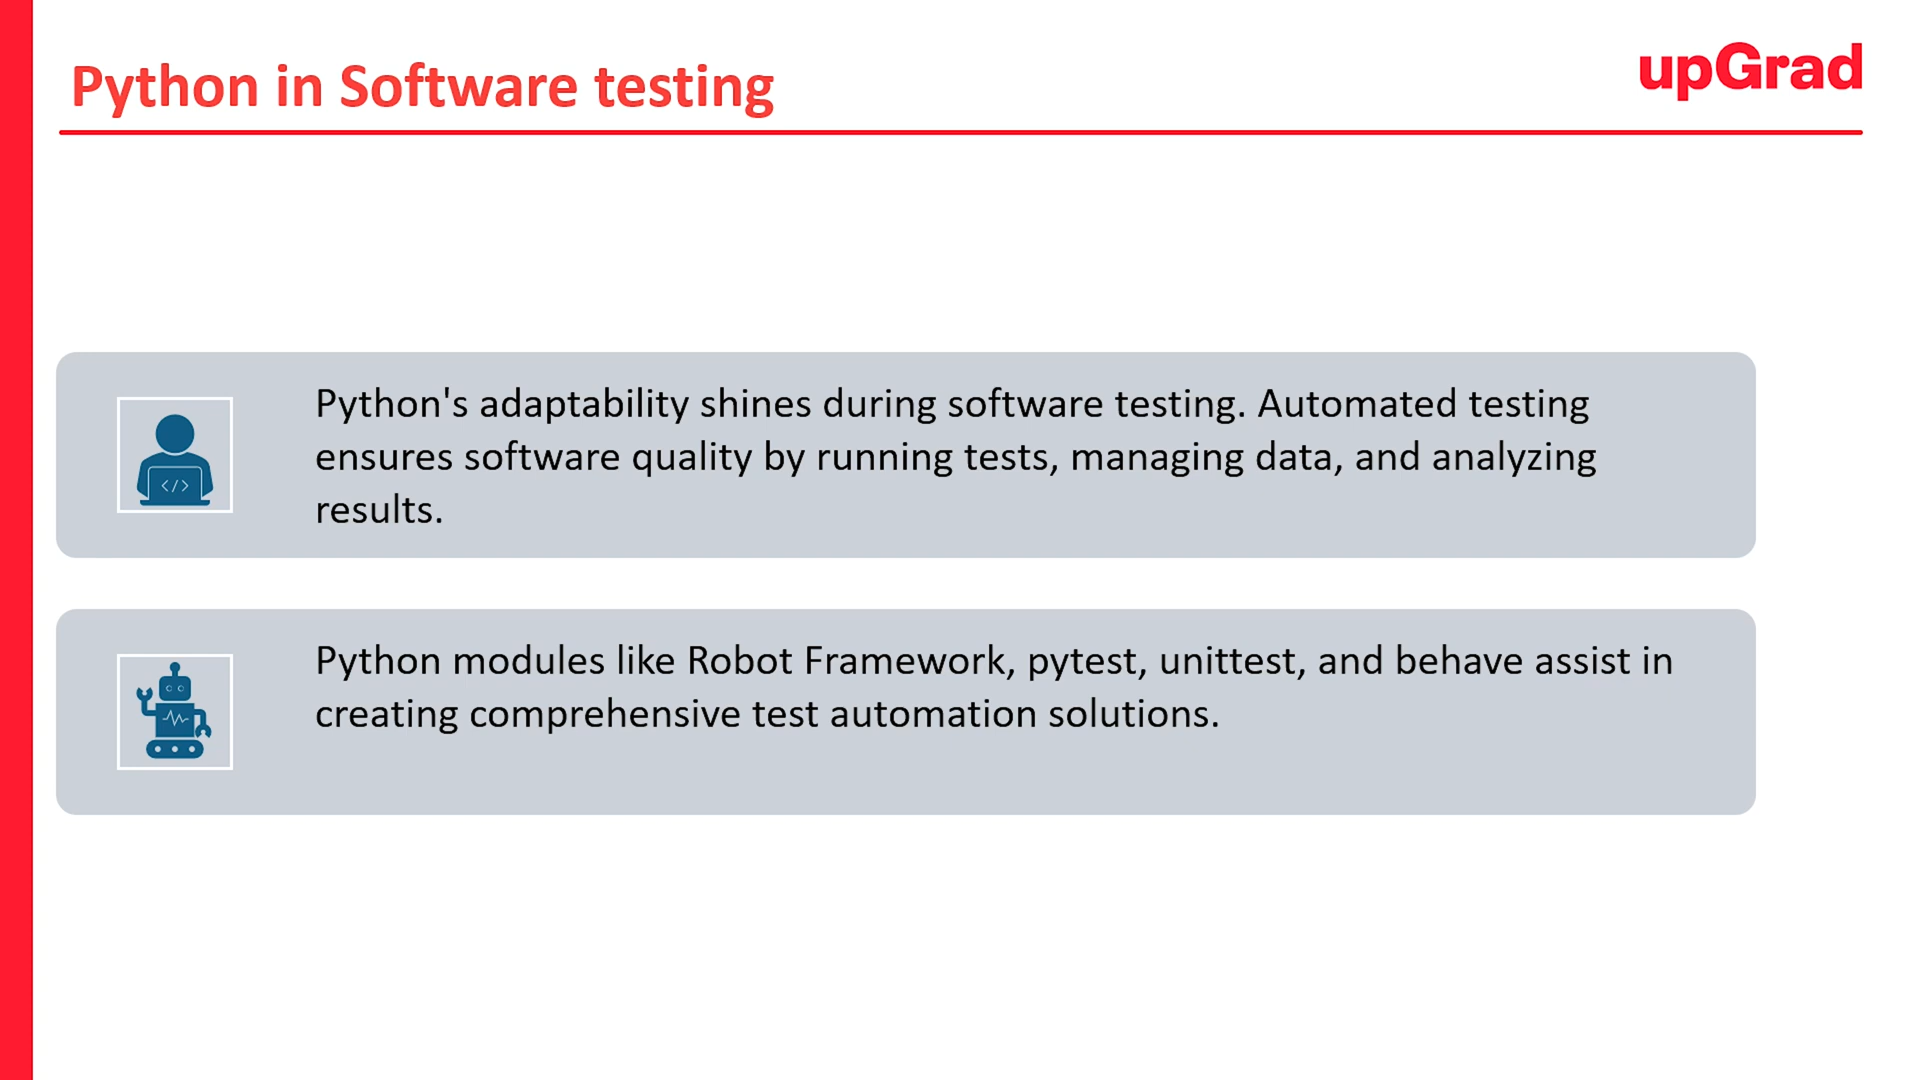 Python in Software testing
upGrad
Python's adaptability shines during software testing. Automated testing
ensures software quality by running tests, managing data, and analyzing
results.
</>
Python modules like Robot Framework, pytest, unittest, and behave assist in
creating comprehensive test automation solutions.